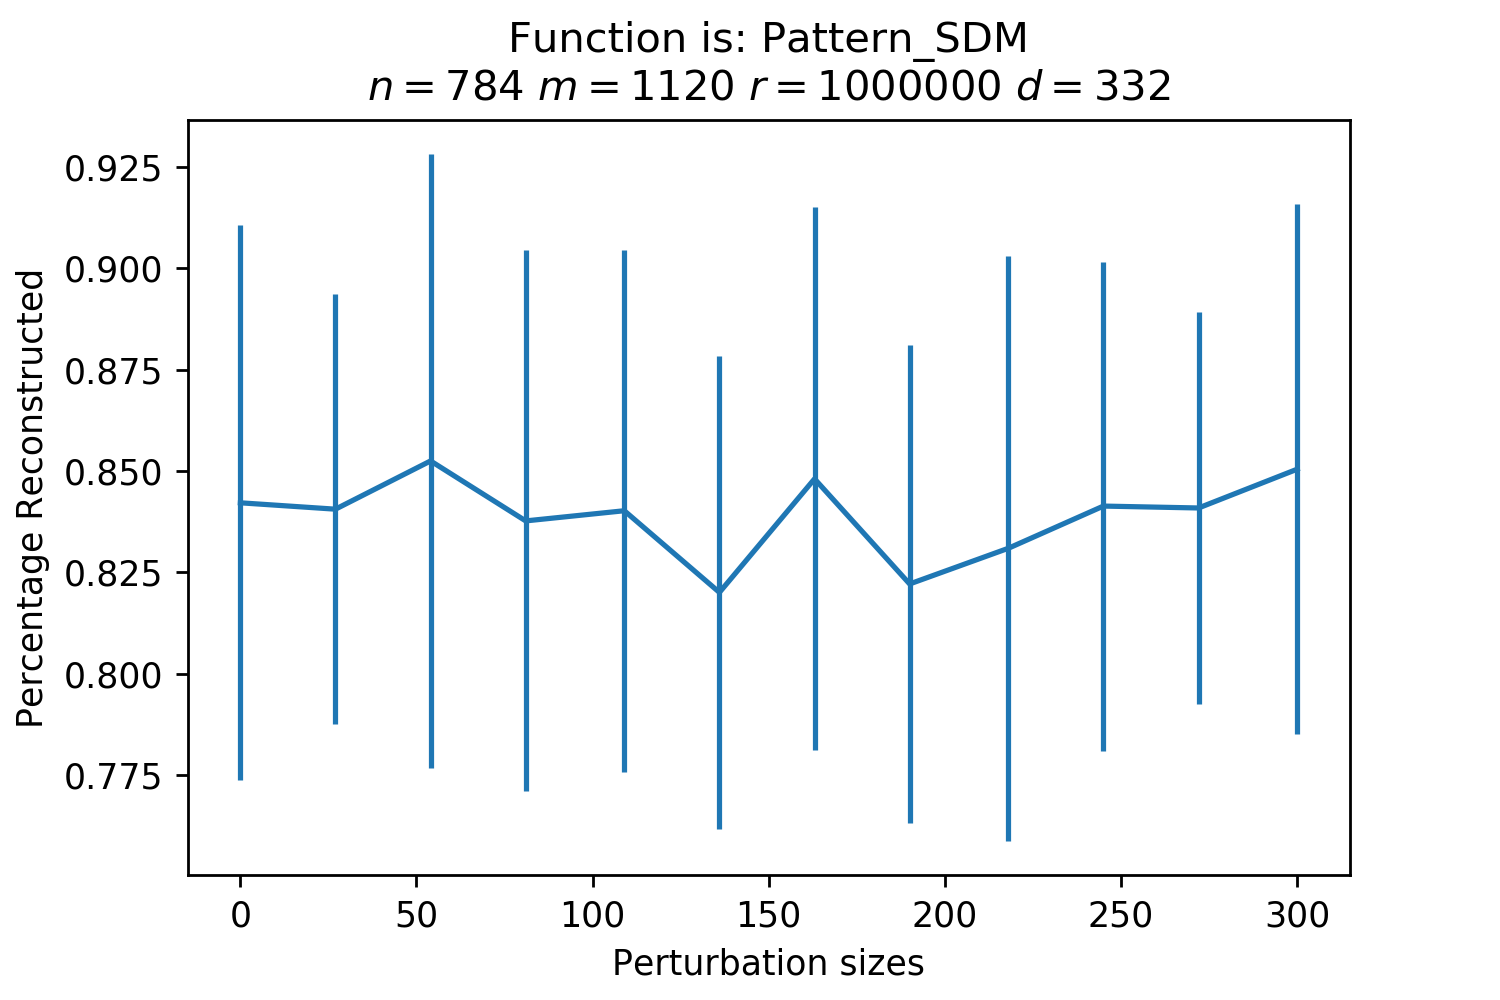 Function is: Pattern_SDM
n = 784 m = 1120 r = 1000000 d = 332
Percentage Reconstructed
0.925
0.900
0.875
0.850
0.825
0.800
0.775
0 50 100 150 200 250 300
Perturbation sizes